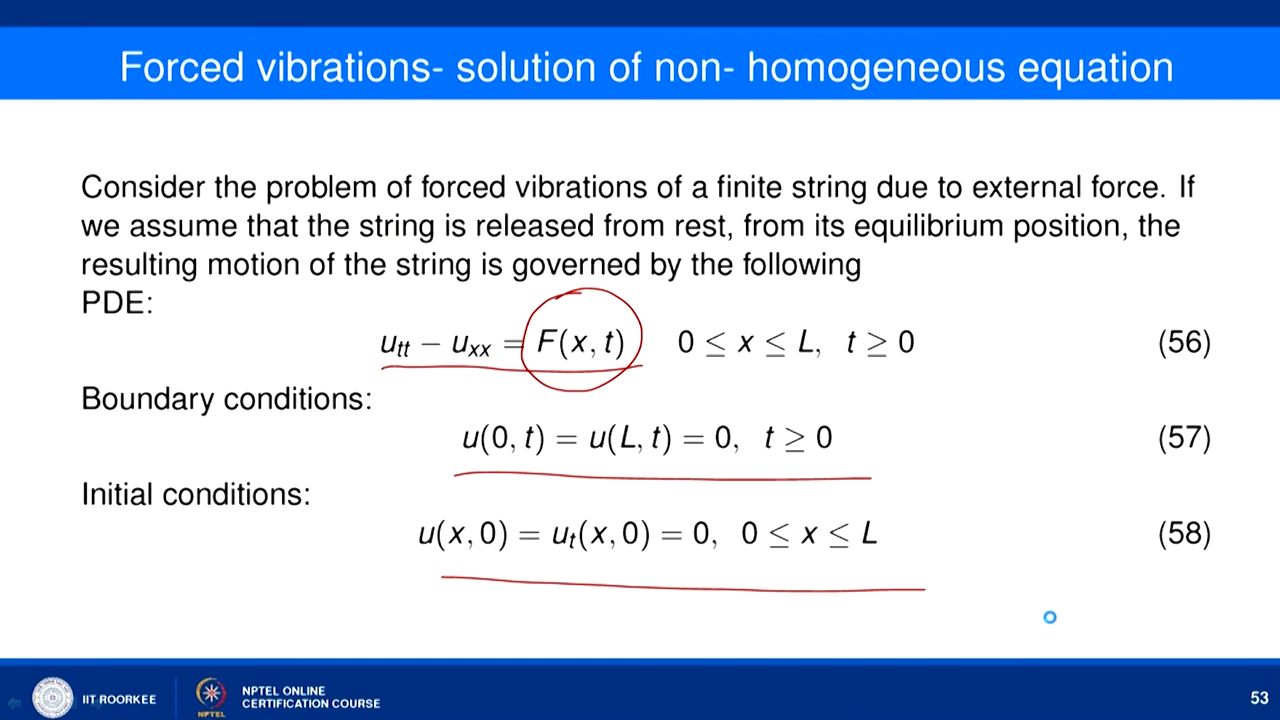 Forced vibrations- solution of non- homogeneous equation
Consider the problem of forced vibrations of a finite string due to external force. If
we assume that the string is released from rest, from its equilibrium position, the
resulting motion of the string is governed by the following
PDE:
u_tt − u_xx = F(x, t)   0 ≤ x ≤ L,  t ≥ 0   (56)
Boundary conditions:
u(0, t) = u(L, t) = 0,  t ≥ 0   (57)
Initial conditions:
u(x, 0) = u_t(x, 0) = 0,  0 ≤ x ≤ L   (58)
IIT ROORKEE
NPTEL
NPTEL ONLINE
CERTIFICATION COURSE
53